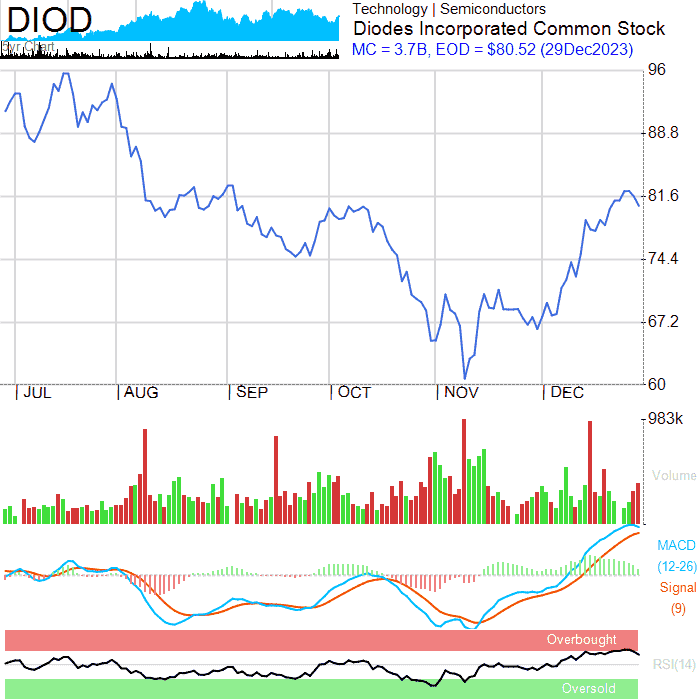 DIOD
5yr Chart
Technology | Semiconductors
Diodes Incorporated Common Stock
MC = 3.7B, EOD = $80.52 (29Dec2023)
96
88.8
81.6
74.4
67.2
60
| JUL | AUG | SEP | OCT | NOV | DEC
983k
Volume
MACD
(12-26)
Signal
(9)
Overbought
RSI(14)
Oversold